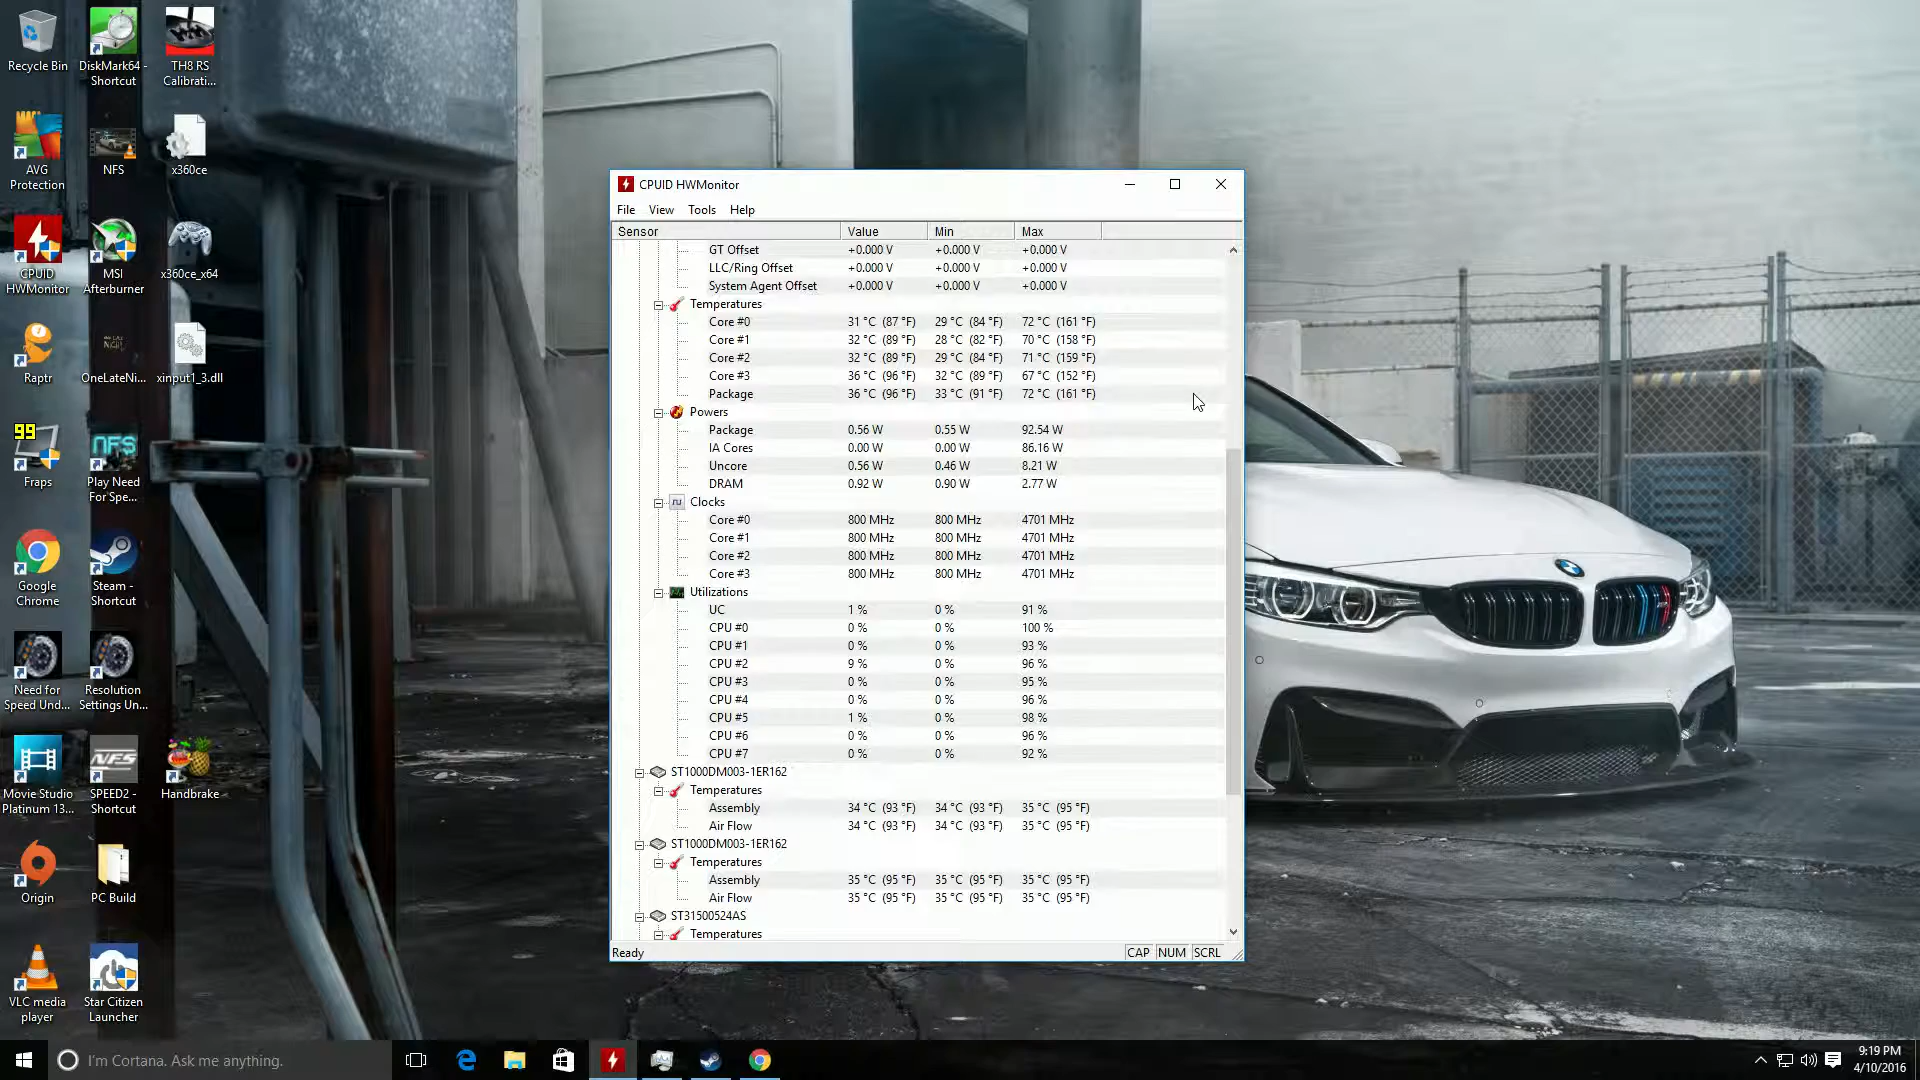 Recycle Bin
DiskMark64 -
Shortcut
TH8 RS
Calibrati...
AVG
Protection
NFS
x360ce
CPUID
HWMonitor
MSI
Afterburner
x360ce_x64
Raptr
OneLateNi...
xinput1_3.dll
99
Fraps
NFS
Play Need
For Spe...
Google
Chrome
Steam -
Shortcut
Need for
Speed Und...
Resolution
Settings Un...
Movie Studio
Platinum 13...
NFS
SPEED2 -
Shortcut
Handbrake
Origin
PC Build
VLC media
player
Star Citizen
Launcher
CPUID HWMonitor
File View Tools Help
Sensor Value Min Max
GT Offset +0.000 V +0.000 V +0.000 V
LLC/Ring Offset +0.000 V +0.000 V +0.000 V
System Agent Offset +0.000 V +0.000 V +0.000 V
Temperatures
Core #0 31 °C (87 °F) 29 °C (84 °F) 72 °C (161 °F)
Core #1 32 °C (89 °F) 28 °C (82 °F) 70 °C (158 °F)
Core #2 32 °C (89 °F) 29 °C (84 °F) 71 °C (159 °F)
Core #3 36 °C (96 °F) 32 °C (89 °F) 67 °C (152 °F)
Package 36 °C (96 °F) 33 °C (91 °F) 72 °C (161 °F)
Powers
Package 0.56 W 0.55 W 92.54 W
IA Cores 0.00 W 0.00 W 86.16 W
Uncore 0.56 W 0.46 W 8.21 W
DRAM 0.92 W 0.90 W 2.77 W
Clocks
Core #0 800 MHz 800 MHz 4701 MHz
Core #1 800 MHz 800 MHz 4701 MHz
Core #2 800 MHz 800 MHz 4701 MHz
Core #3 800 MHz 800 MHz 4701 MHz
Utilizations
UC 1 % 0 % 91 %
CPU #0 0 % 0 % 100 %
CPU #1 0 % 0 % 93 %
CPU #2 9 % 0 % 96 %
CPU #3 0 % 0 % 95 %
CPU #4 0 % 0 % 96 %
CPU #5 1 % 0 % 98 %
CPU #6 0 % 0 % 96 %
CPU #7 0 % 0 % 92 %
ST1000DM003-1ER162
Temperatures
Assembly 34 °C (93 °F) 34 °C (93 °F) 35 °C (95 °F)
Air Flow 34 °C (93 °F) 34 °C (93 °F) 35 °C (95 °F)
ST1000DM003-1ER162
Temperatures
Assembly 35 °C (95 °F) 35 °C (95 °F) 35 °C (95 °F)
Air Flow 35 °C (95 °F) 35 °C (95 °F) 35 °C (95 °F)
ST31500524AS
Temperatures
Ready CAP NUM SCRL
I'm Cortana. Ask me anything.
9:19 PM
4/10/2016